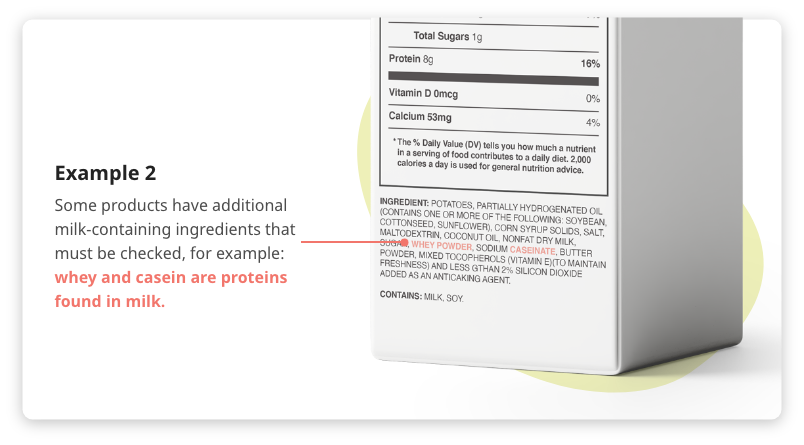 Example 2
Some products have additional
milk-containing ingredients that
must be checked, for example:
whey and casein are proteins
found in milk.
Total Sugars 1g
Protein 8g 16%
Vitamin D 0mcg 0%
Calcium 53mg 4%
*The % Daily Value (DV) tells you how much a nutrient
in a serving of food contributes to a daily diet. 2,000
calories a day is used for general nutrition advice.
INGREDIENT: POTATOES, PARTIALLY HYDROGENATED OIL
(CONTAINS ONE OR MORE OF THE FOLLOWING: SOYBEAN,
COTTONSEED, SUNFLOWER), CORN SYRUP SOLIDS, SALT,
MALTODEXTRIN, COCONUT OIL, NONFAT DRY MILK,
SUGAR, WHEY POWDER, SODIUM CASEINATE, BUTTER
POWDER, MIXED TOCOPHEROLS (VITAMIN E)(TO MAINTAIN
FRESHNESS) AND LESS GTHAN 2% SILICON DIOXIDE
ADDED AS AN ANTICAKING AGENT.
CONTAINS: MILK, SOY.